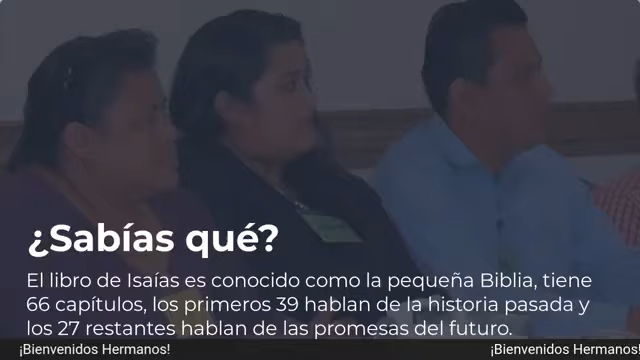 ¿Sabías qué?
El libro de Isaías es conocido como la pequeña Biblia, tiene
66 capítulos, los primeros 39 hablan de la historia pasada y
los 27 restantes hablan de las promesas del futuro.
¡Bienvenidos Hermanos! ¡Bienvenidos Hermanos!